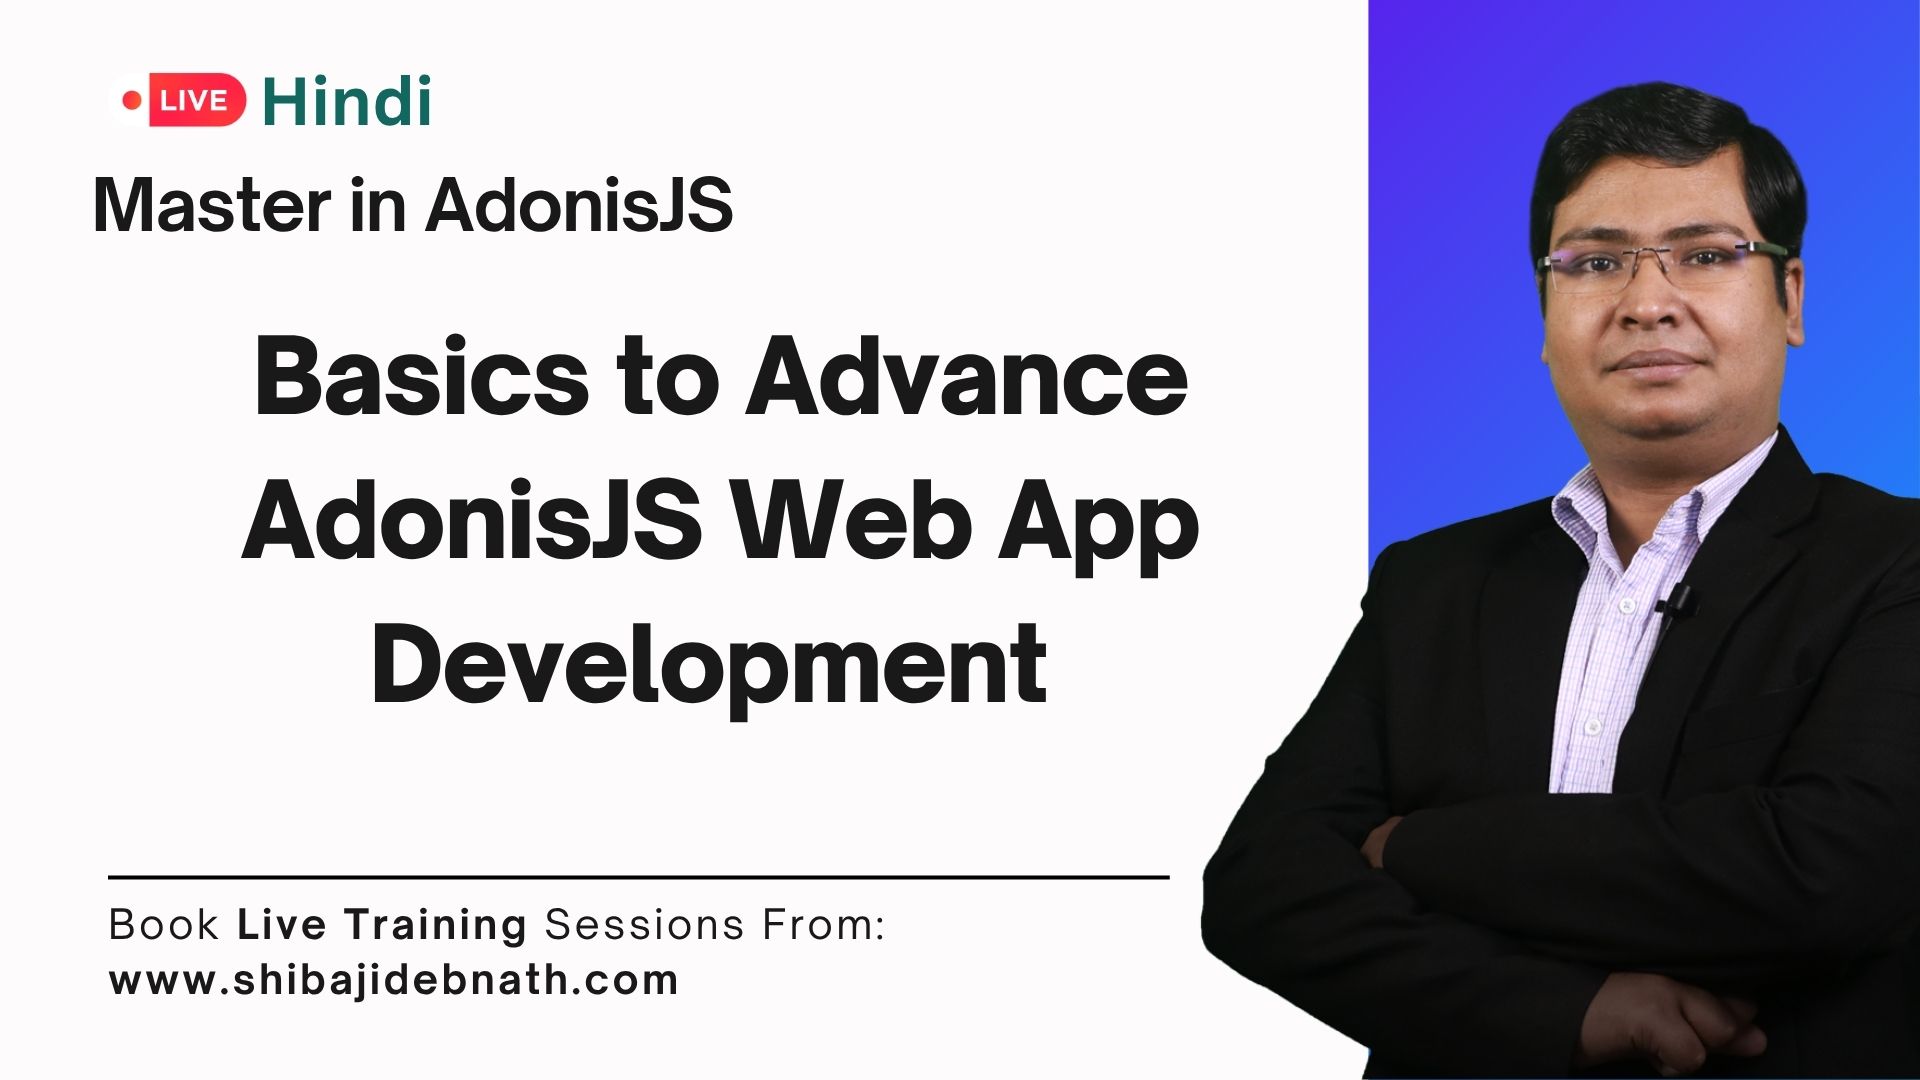 LIVE Hindi
Master in AdonisJS
Basics to Advance
AdonisJS Web App
Development
Book Live Training Sessions From:
www.shibajidebnath.com